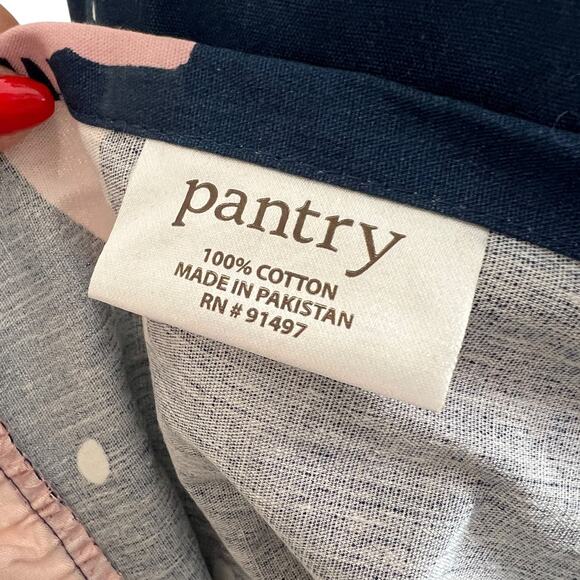 pantry
100% COTTON
MADE IN PAKISTAN
RN # 91497